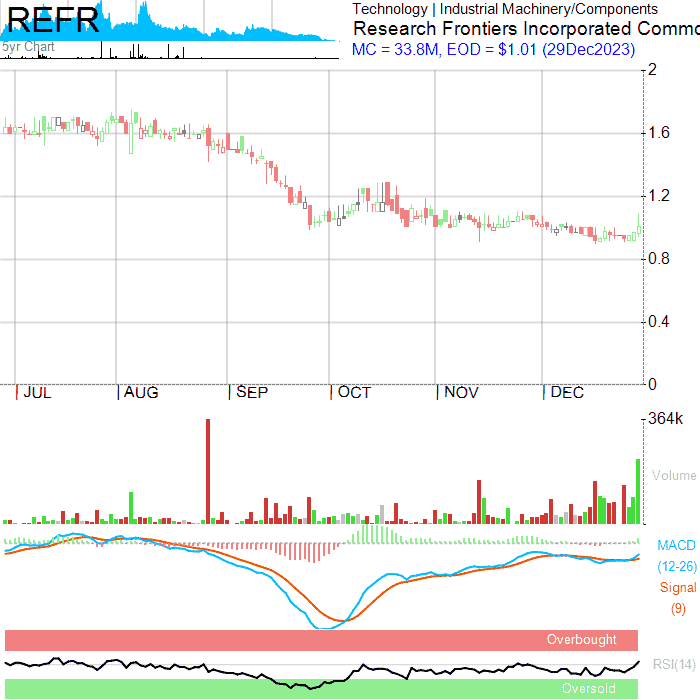 REFR
5yr Chart
Technology | Industrial Machinery/Components
Research Frontiers Incorporated Commo
MC = 33.8M, EOD = $1.01 (29Dec2023)
2
1.6
1.2
0.8
0.4
0
JUL AUG SEP OCT NOV DEC
364k
Volume
MACD
(12-26)
Signal
(9)
Overbought
RSI(14)
Oversold